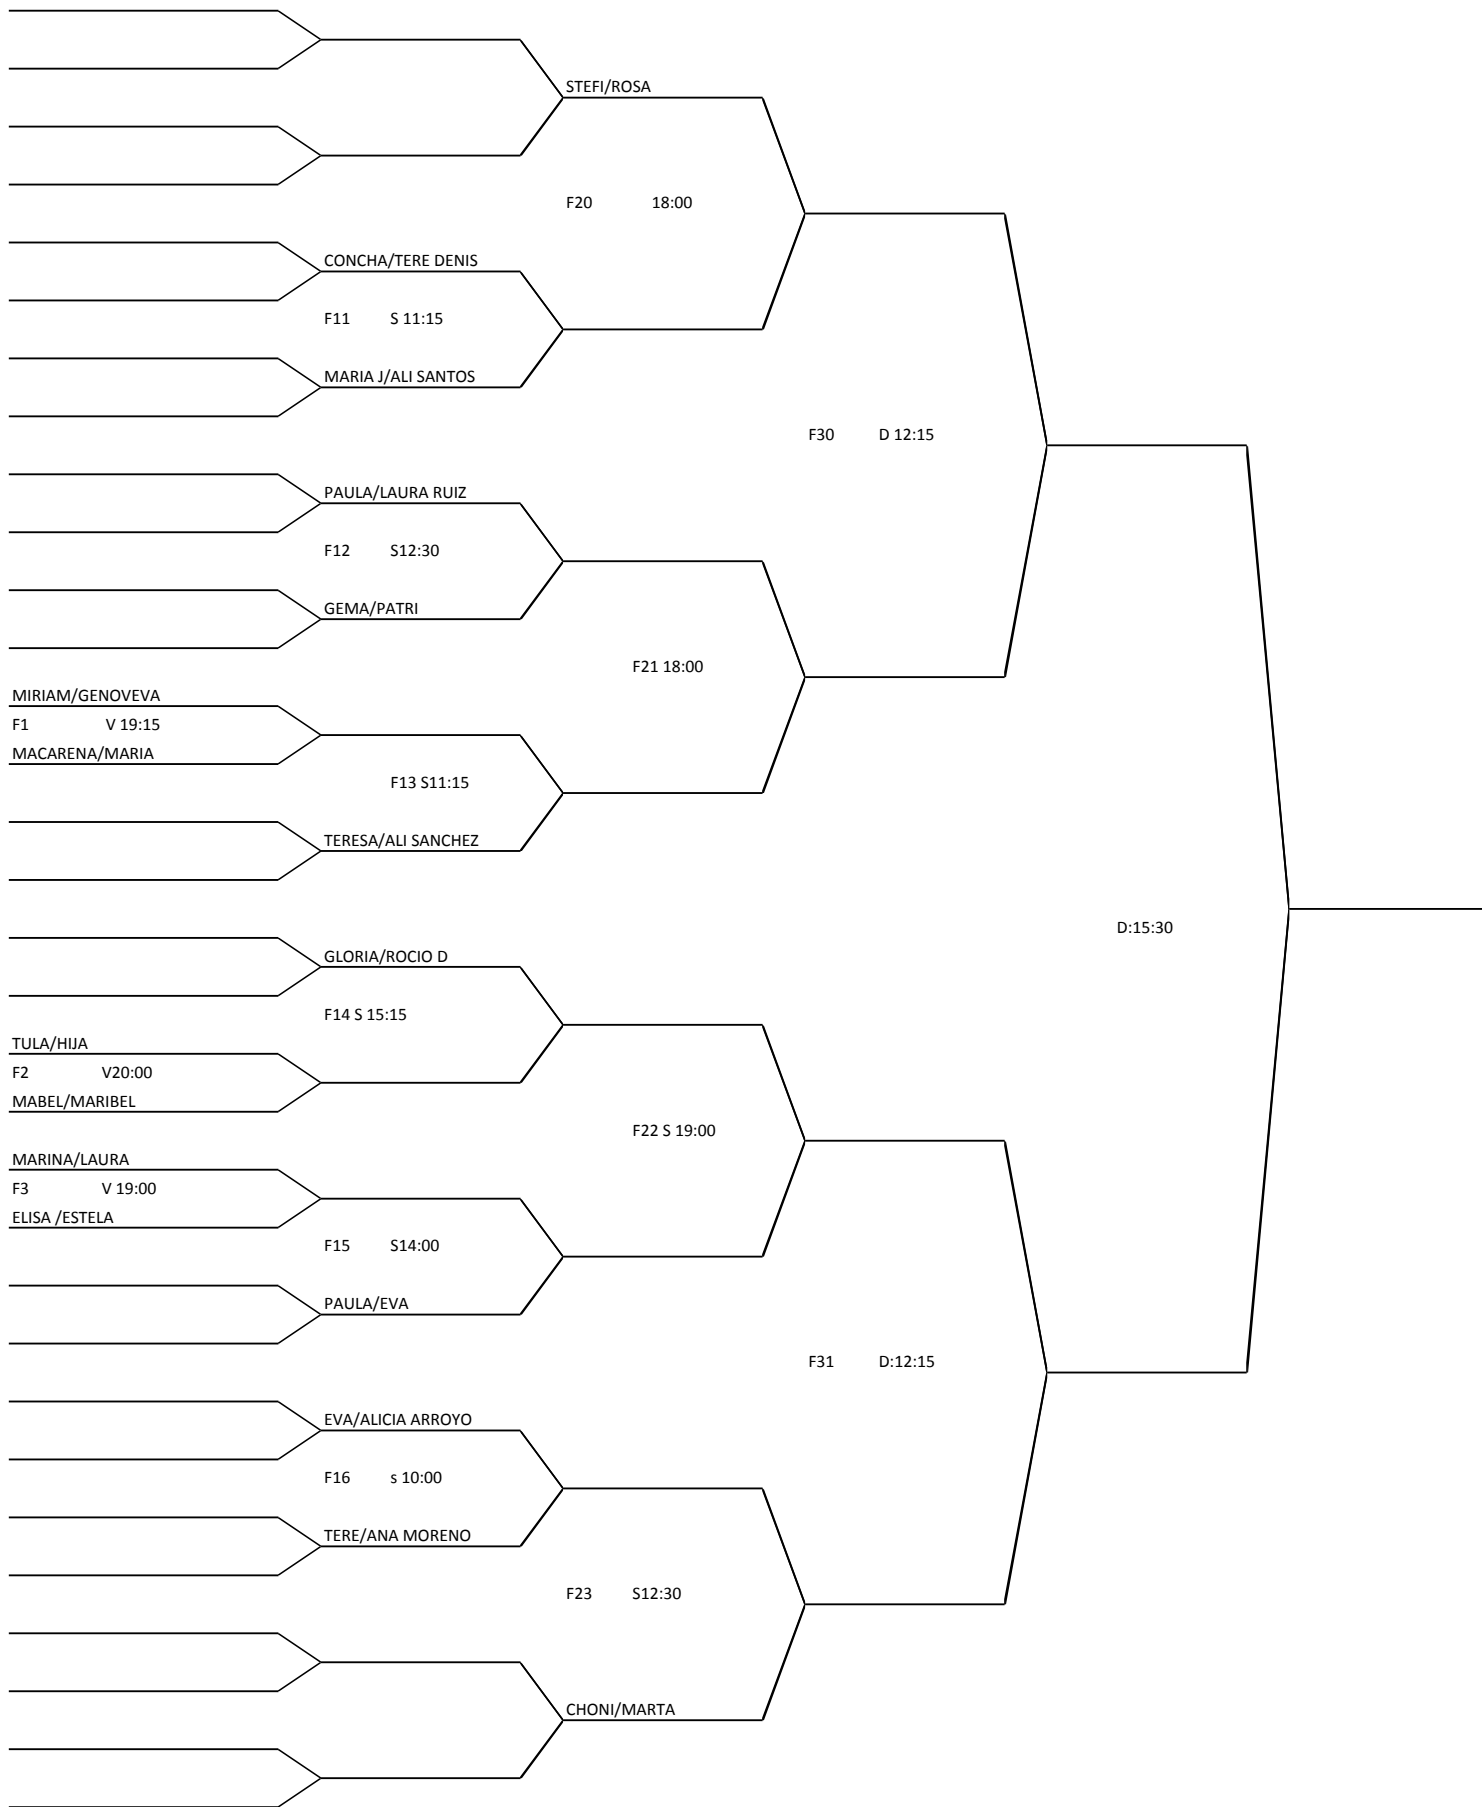 STEFI/ROSA
F20 18:00
CONCHA/TERE DENIS
F11 S 11:15
MARIA J/ALI SANTOS
F30 D 12:15
PAULA/LAURA RUIZ
F12 S12:30
GEMA/PATRI
F21 18:00
MIRIAM/GENOVEVA
F1 V 19:15
MACARENA/MARIA
F13 S11:15
TERESA/ALI SANCHEZ
D:15:30
GLORIA/ROCIO D
F14 S 15:15
TULA/HIJA
F2 V20:00
MABEL/MARIBEL
F22 S 19:00
MARINA/LAURA
F3 V 19:00
ELISA /ESTELA
F15 S14:00
PAULA/EVA
F31 D:12:15
EVA/ALICIA ARROYO
F16 s 10:00
TERE/ANA MORENO
F23 S12:30
CHONI/MARTA